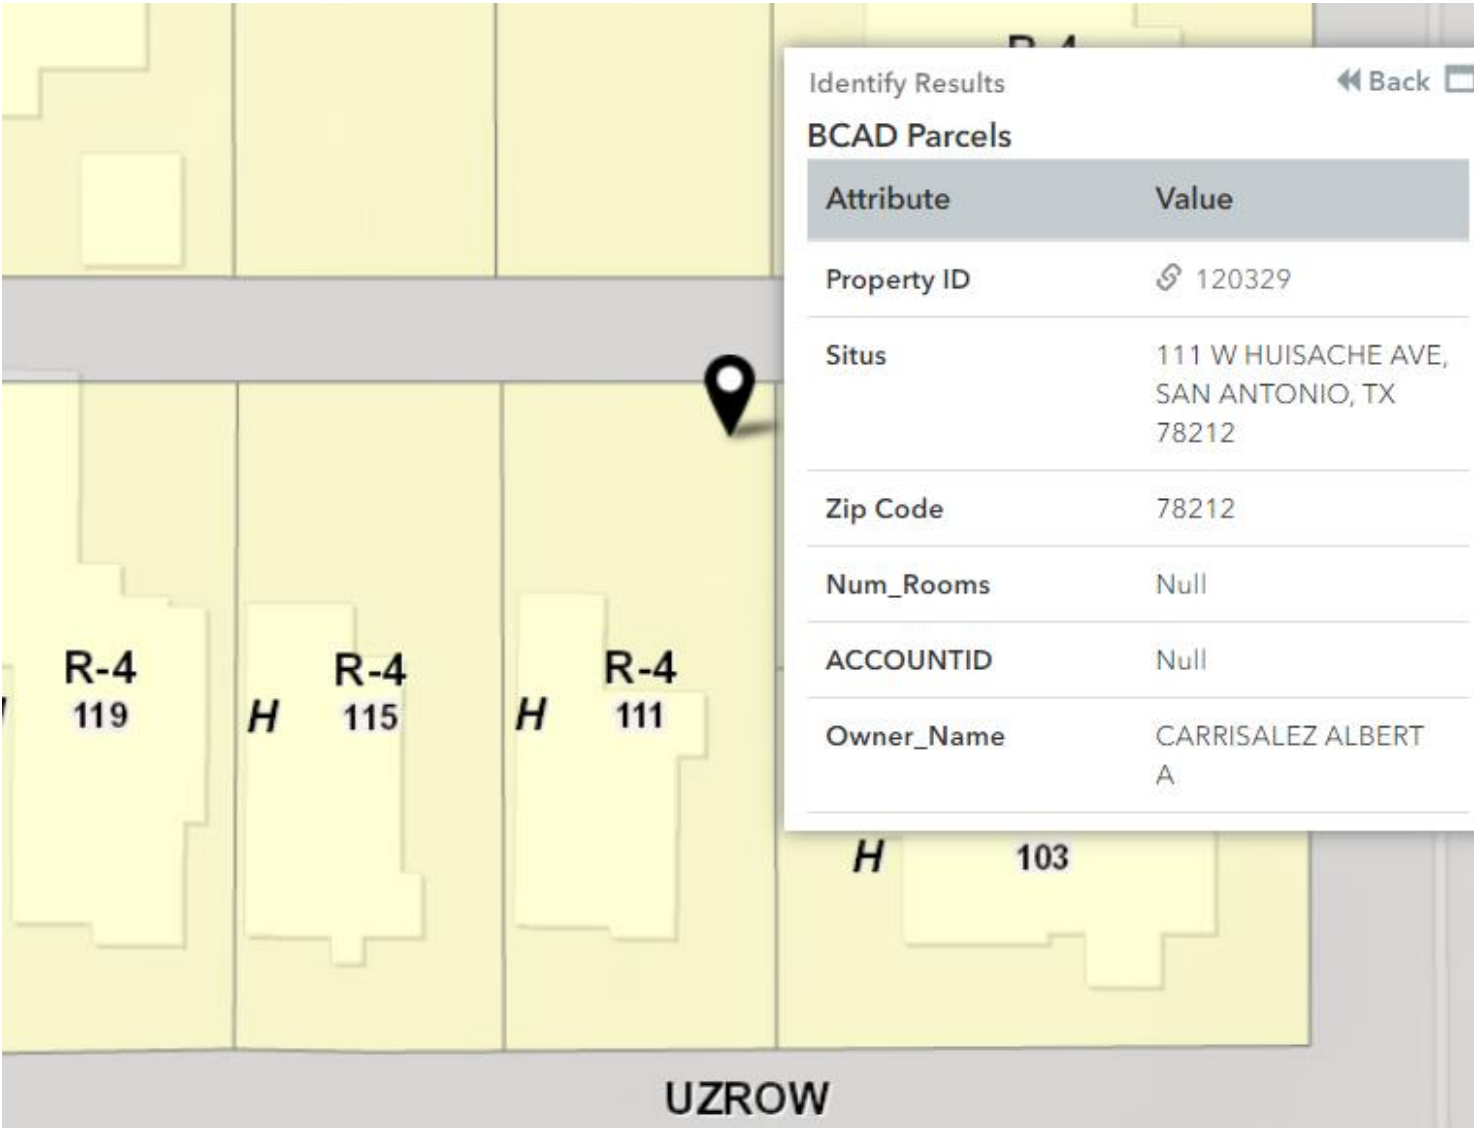 R-4
Identify Results
Back
BCAD Parcels
Attribute Value
Property ID 120329
Situs 111 W HUISACHE AVE,
SAN ANTONIO, TX
78212
Zip Code 78212
Num_Rooms Null
ACCOUNTID Null
Owner_Name CARRISALEZ ALBERT
A
R-4
119
H
R-4
115
H
R-4
111
H
103
UZROW